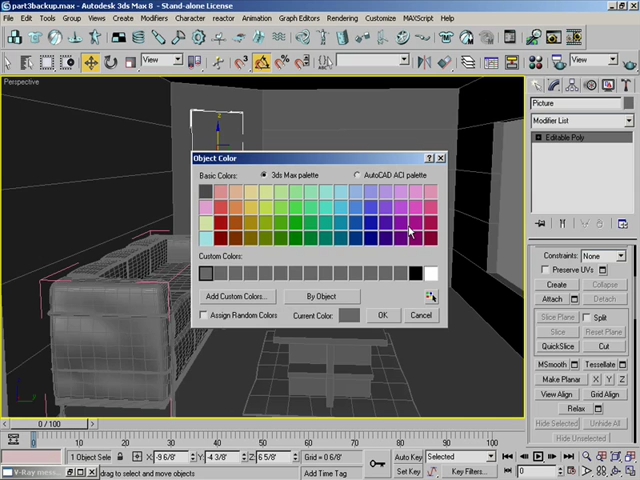 part3backup.max - Autodesk 3ds Max 8 - Stand-alone License
File Edit Tools Group Views Create Modifiers Character reactor Animation Graph Editors Rendering Customize MAXScript Help
View
View
Perspective
Picture
Modifier List
Editable Poly
Object Color
Basic Colors: 3ds Max palette AutoCAD ACI palette
Custom Colors:
Add Custom Colors... By Object
Assign Random Colors Current Color: OK Cancel
Constraints: None
Preserve UVs
Create Collapse
Attach Detach
Slice Plane Split
Slice Reset Plane
QuickSlice Cut
MSmooth Tessellate
Make Planar X Y Z
View Align Grid Align
Relax
Hide Selected Unhide All
Hide Unselected
0 / 100
0 10 20 30 40 50 60 70 80 90 100
1 Object Sele X: -9 6/8' Y: -4 3/8' Z: 6 5/8' Grid = 0 6/8' Auto Key Selected
V-Ray mess... drag to select and move objects Add Time Tag Set Key Key Filters... 0